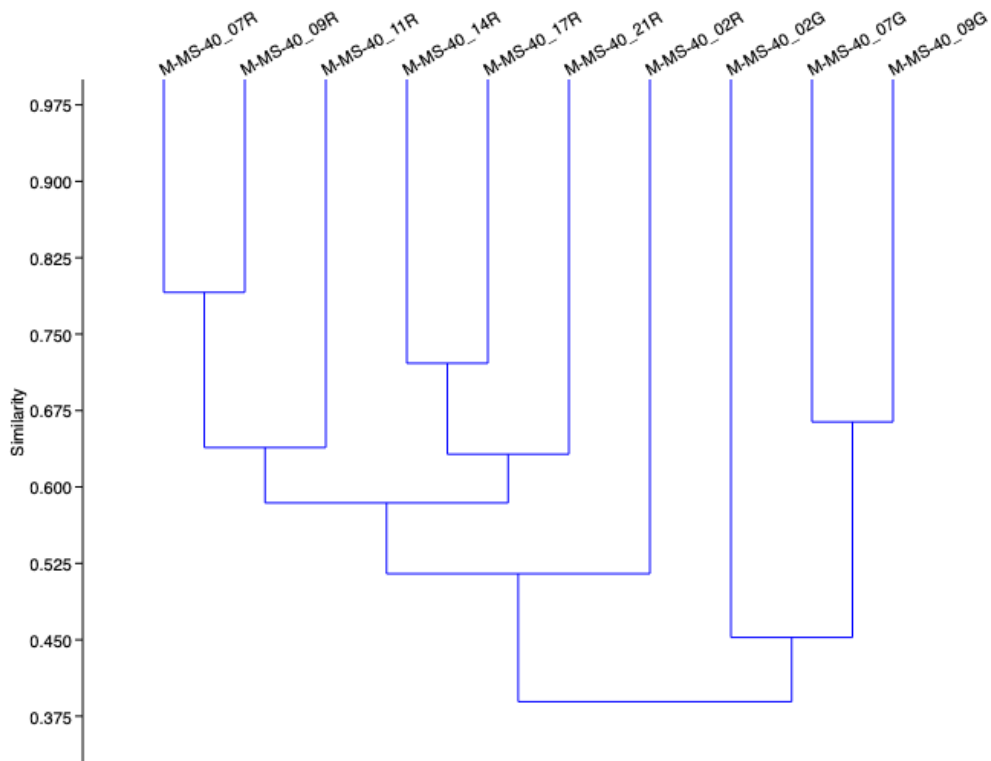 M-MS-40_07R
M-MS-40_09R
M-MS-40_11R
M-MS-40_14R
M-MS-40_17R
M-MS-40_21R
M-MS-40_02R
M-MS-40_02G
M-MS-40_07G
M-MS-40_09G
0.975
0.900
0.825
0.750
0.675
0.600
0.525
0.450
0.375
Similarity